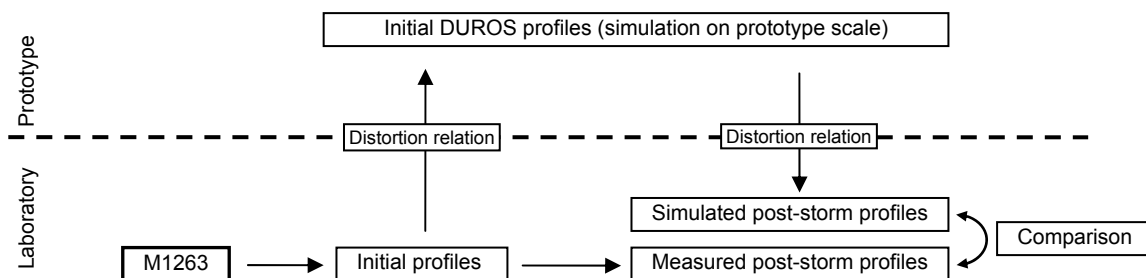 Initial DUROS profiles (simulation on prototype scale)
Prototype
Distortion relation
Distortion relation
Laboratory
Simulated post-storm profiles
Comparison
M1263
Initial profiles
Measured post-storm profiles